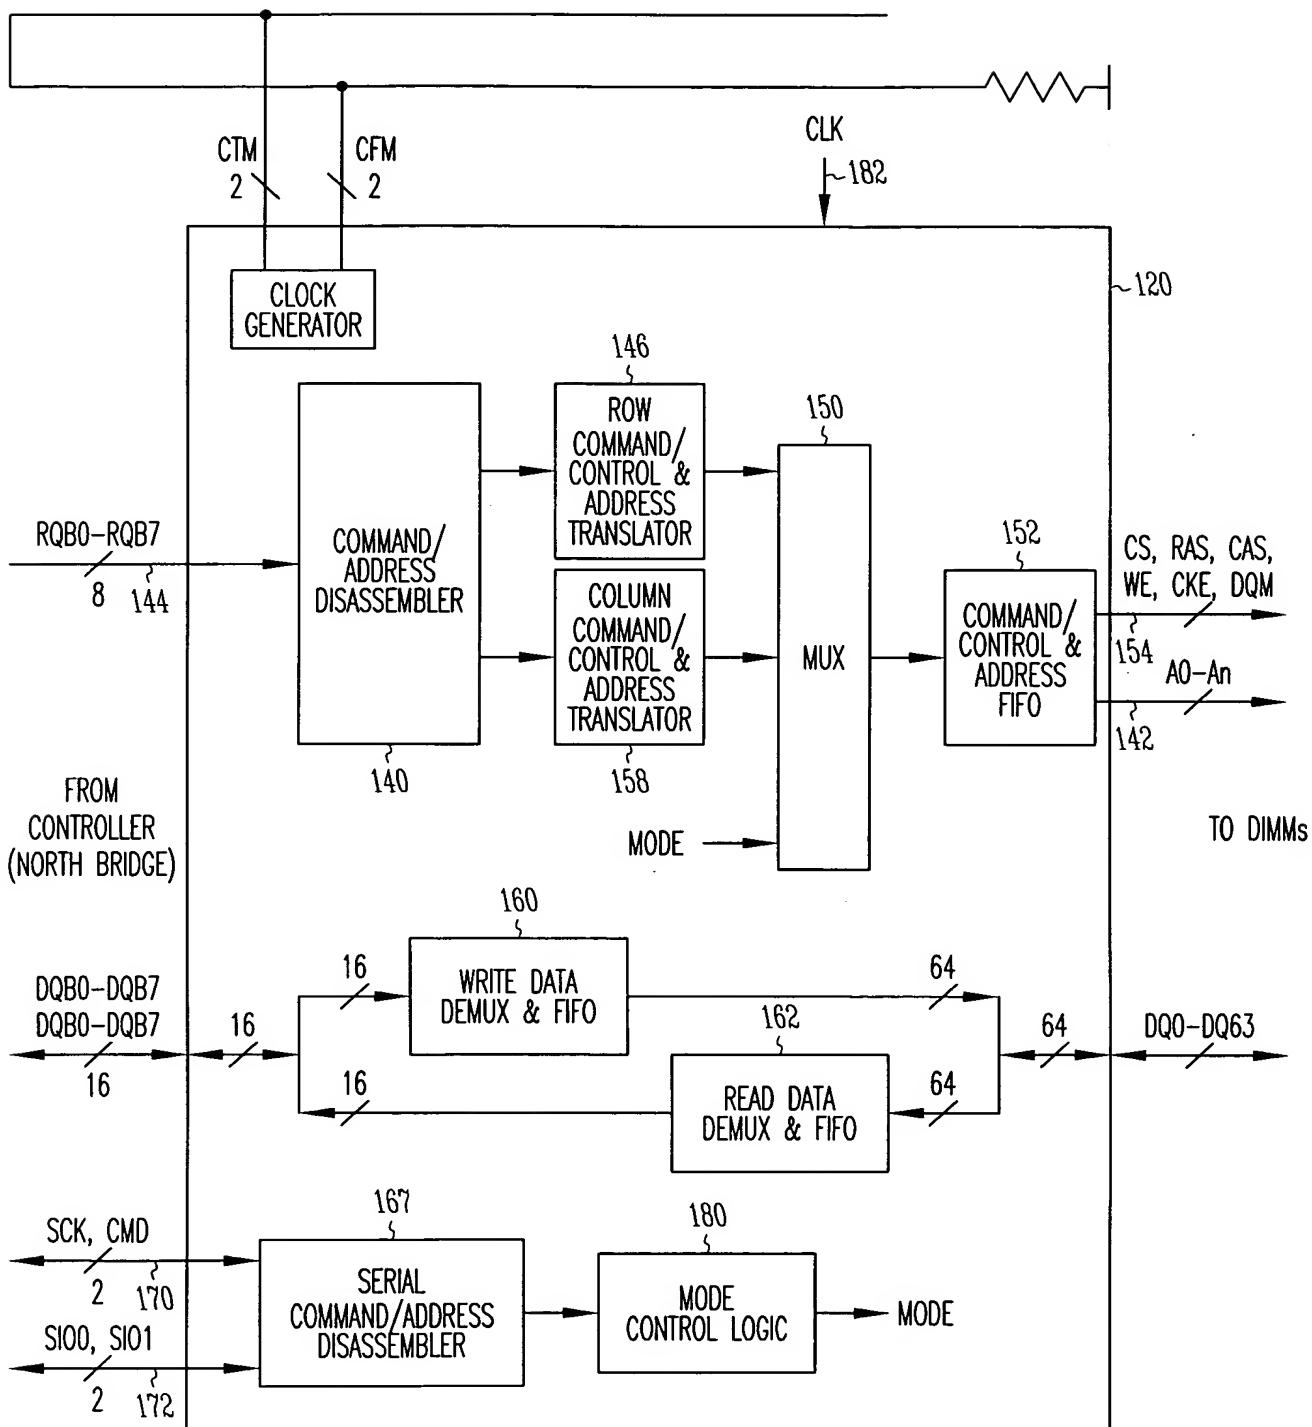 CTM
2
CFM
2
CLK
182
120
CLOCK
GENERATOR
146
ROW
COMMAND/
CONTROL &
ADDRESS
TRANSLATOR
150
MUX
RQB0-RQB7
8
144
COMMAND/
ADDRESS
DISASSEMBLER
140
COLUMN
COMMAND/
CONTROL &
ADDRESS
TRANSLATOR
158
152
COMMAND/
CONTROL &
ADDRESS
FIFO
CS, RAS, CAS,
WE, CKE, DQM
154
A0-An
142
FROM
CONTROLLER
(NORTH BRIDGE)
MODE
TO DIMMs
160
16
WRITE DATA
DEMUX & FIFO
64
DQB0-DQB7
DQB0-DQB7
16
16
162
16
READ DATA
DEMUX & FIFO
64
64
DQ0-DQ63
SCK, CMD
2
170
SIO0, SIO1
2
172
167
SERIAL
COMMAND/ADDRESS
DISASSEMBLER
180
MODE
CONTROL LOGIC
MODE